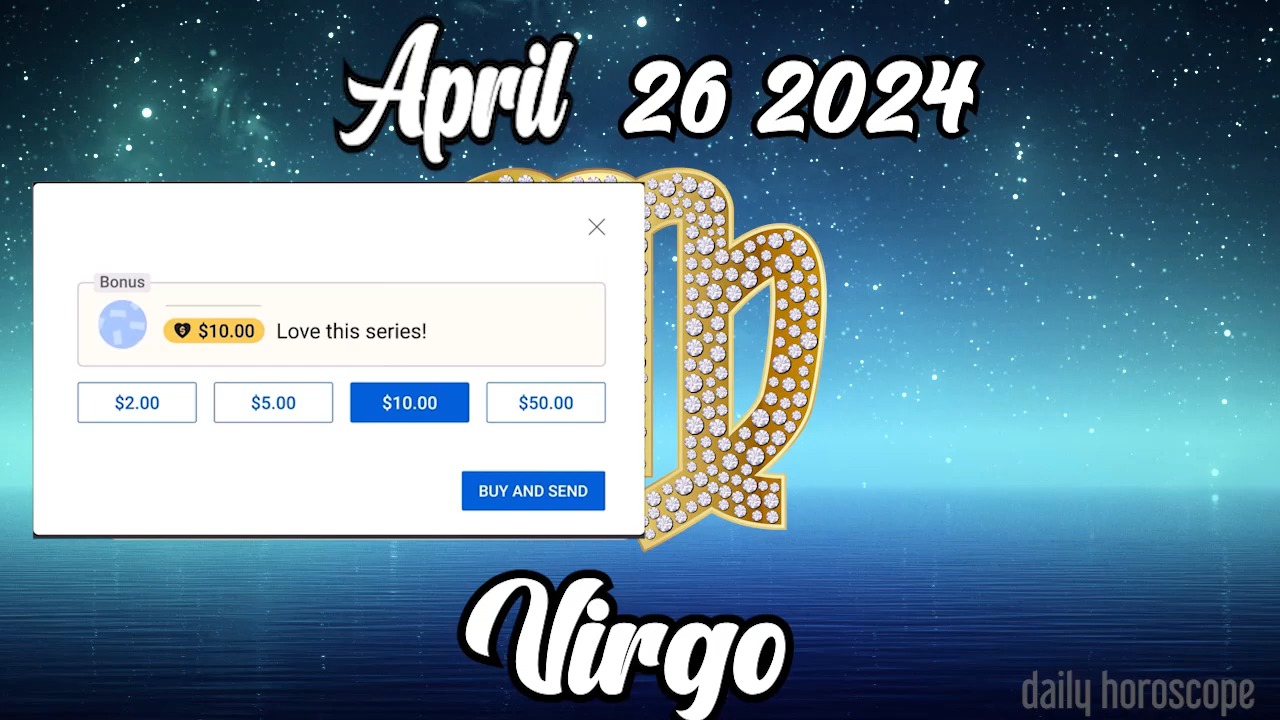 April 26 2024
Bonus
$10.00 Love this series!
$2.00 $5.00 $10.00 $50.00
BUY AND SEND
Virgo
daily horoscope